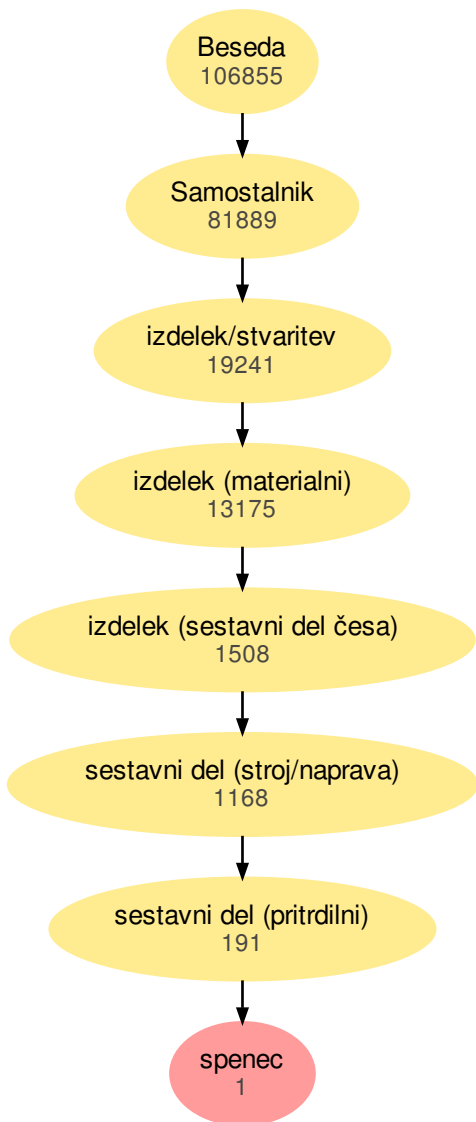 Beseda
106855
Samostalnik
81889
izdelek/stvaritev
19241
izdelek (materialni)
13175
izdelek (sestavni del česa)
1508
sestavni del (stroj/naprava)
1168
sestavni del (pritrdilni)
191
spenec
1